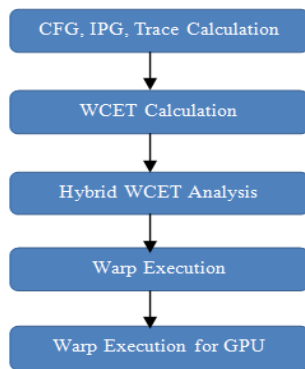 CFG, IPG, Trace Calculation
WCET Calculation
Hybrid WCET Analysis
Warp Execution
Warp Execution for GPU